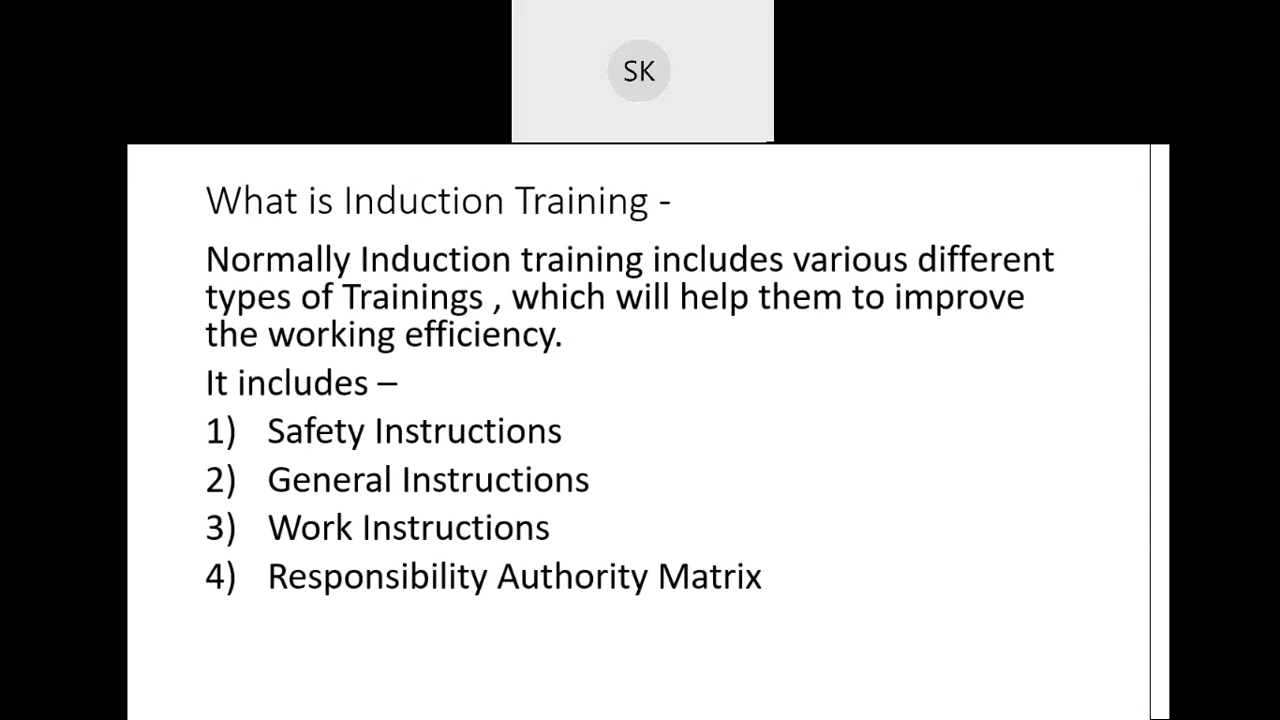 SK
What is Induction Training -
Normally Induction training includes various different
types of Trainings , which will help them to improve
the working efficiency.
It includes –
1) Safety Instructions
2) General Instructions
3) Work Instructions
4) Responsibility Authority Matrix